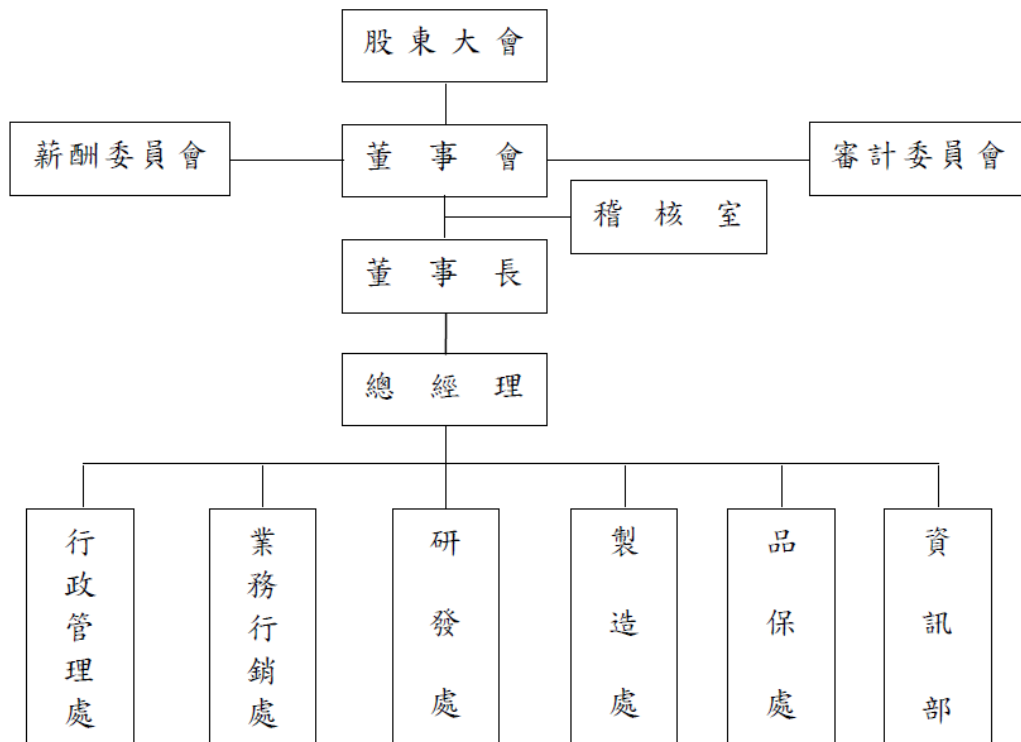 股東大會
薪酬委員會
董事會
審計委員會
稽核室
董事長
總經理
行政管理處
業務行銷處
研發處
製造處
品保處
資訊部